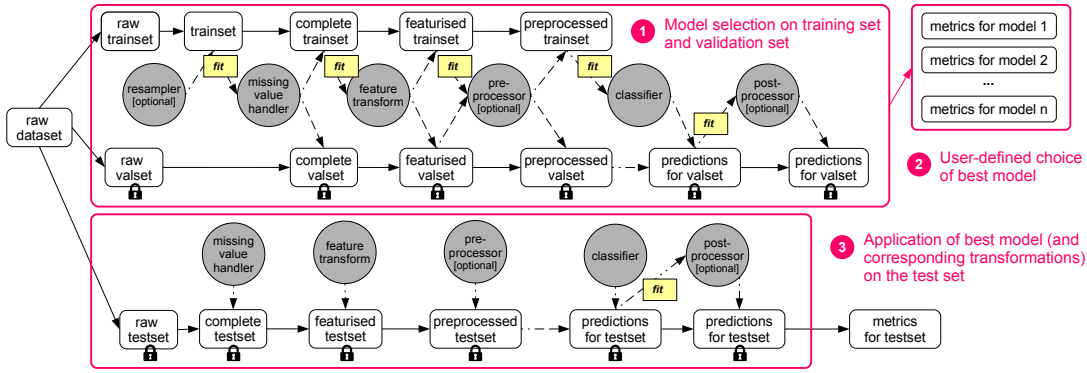 raw
trainset
trainset
complete
trainset
featurised
trainset
preprocessed
trainset
1
Model selection on training set
and validation set
fit
fit
fit
fit
resampler
[optional]
missing
value
handler
feature
transform
pre-
processor
[optional]
classifier
post-
processor
[optional]
fit
raw
dataset
raw
valset
complete
valset
featurised
valset
preprocessed
valset
predictions
for valset
predictions
for valset
metrics for model 1
metrics for model 2
...
metrics for model n
2
User-defined choice
of best model
missing
value
handler
feature
transform
pre-
processor
[optional]
classifier
post-
processor
[optional]
fit
3
Application of best model (and
corresponding transformations)
on the test set
raw
testset
complete
testset
featurised
testset
preprocessed
testset
predictions
for testset
predictions
for testset
metrics
for testset